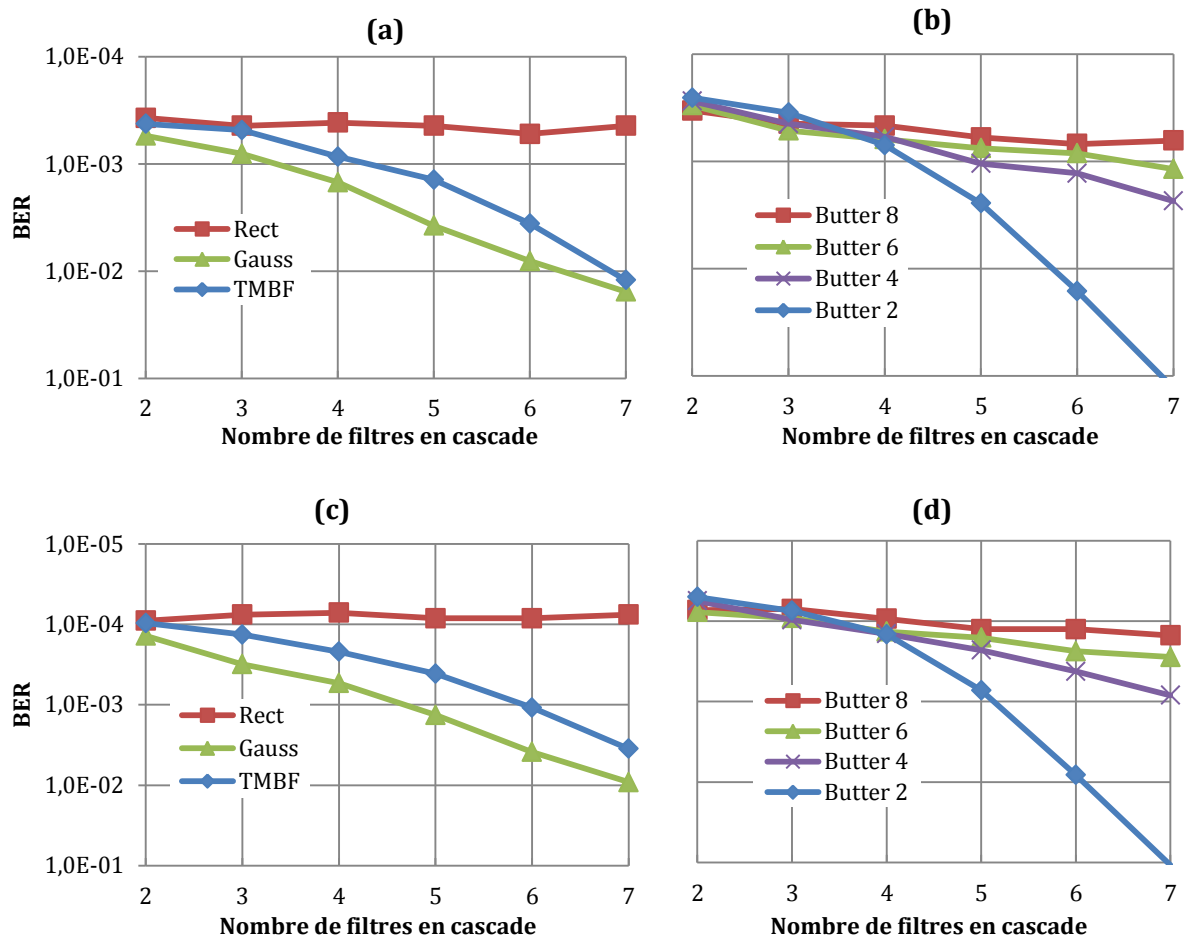 (a)
1,0E-04
1,0E-03
1,0E-02
1,0E-01
BER
Rect
Gauss
TMBF
2 3 4 5 6 7
Nombre de filtres en cascade
(b)
Butter 8
Butter 6
Butter 4
Butter 2
2 3 4 5 6 7
Nombre de filtres en cascade
(c)
1,0E-05
1,0E-04
1,0E-03
1,0E-02
1,0E-01
BER
Rect
Gauss
TMBF
2 3 4 5 6 7
Nombre de filtres en cascade
(d)
Butter 8
Butter 6
Butter 4
Butter 2
2 3 4 5 6 7
Nombre de filtres en cascade